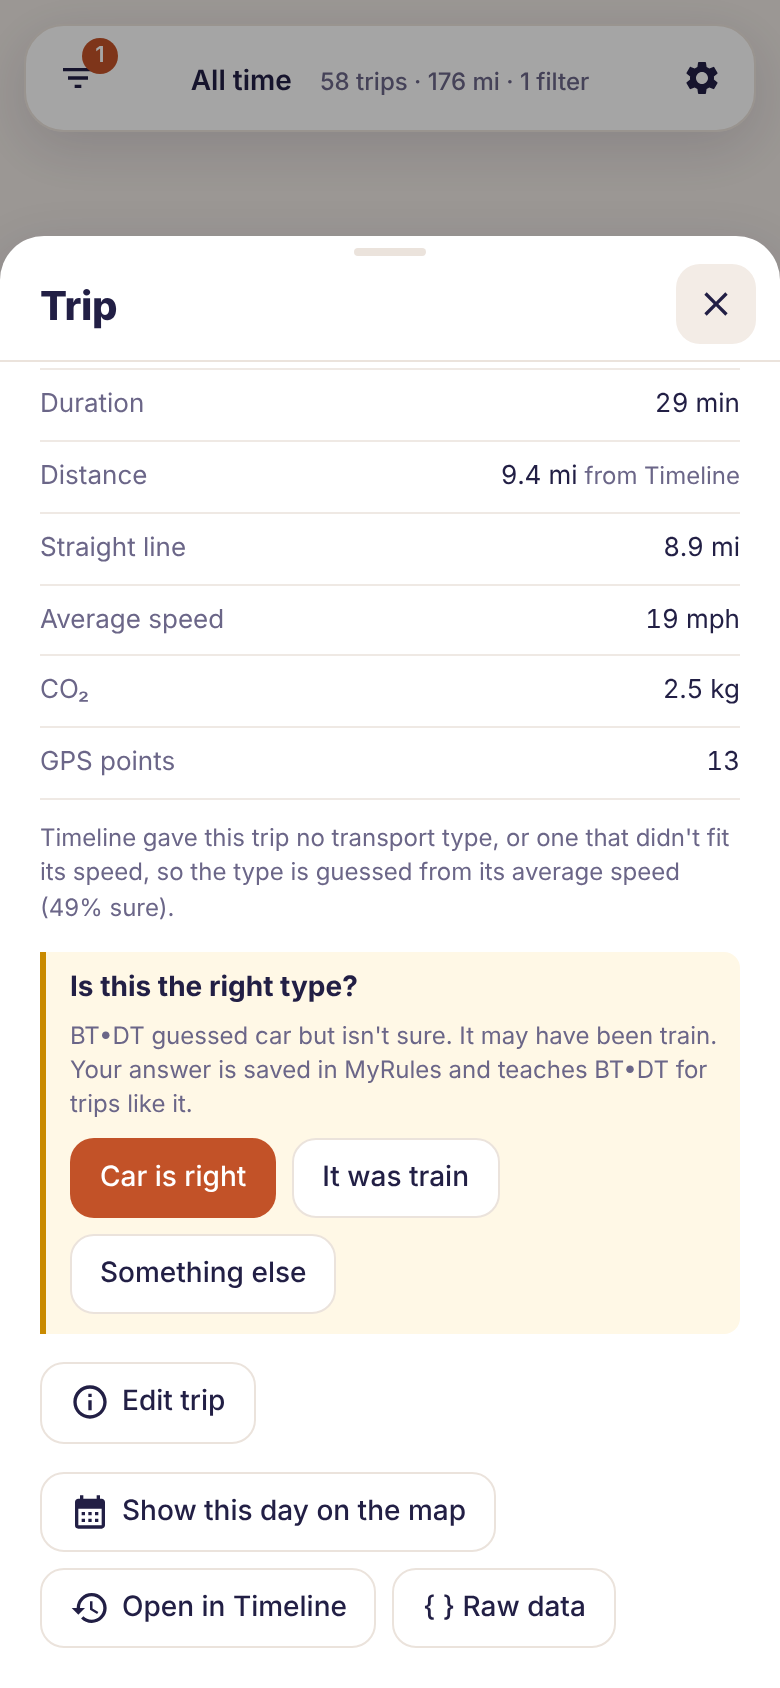 1
All time 58 trips · 176 mi · 1 filter
Trip
Duration 29 min
Distance 9.4 mi from Timeline
Straight line 8.9 mi
Average speed 19 mph
CO₂ 2.5 kg
GPS points 13
Timeline gave this trip no transport type, or one that didn't fit
its speed, so the type is guessed from its average speed
(49% sure).
Is this the right type?
BT•DT guessed car but isn't sure. It may have been train.
Your answer is saved in MyRules and teaches BT•DT for
trips like it.
Car is right It was train
Something else
Edit trip
Show this day on the map
Open in Timeline { } Raw data